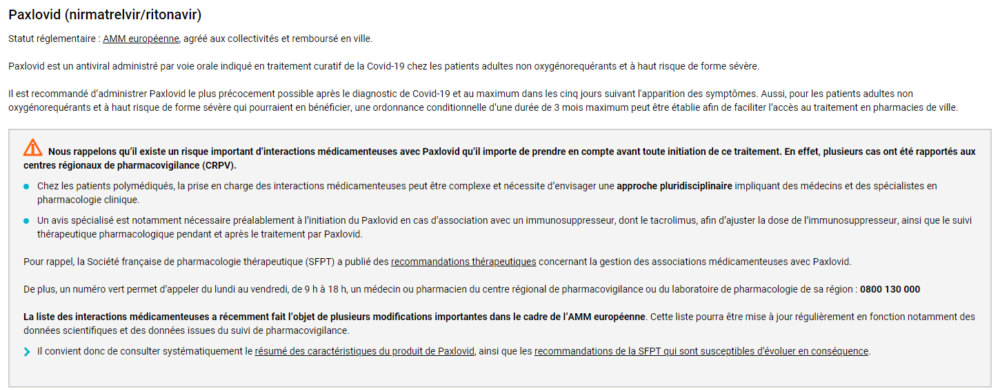 Paxlovid (nirmatrelvir/ritonavir)
Statut réglementaire : AMM européenne, agréé aux collectivités et remboursé en ville.
Paxlovid est un antiviral administré par voie orale indiqué en traitement curatif de la Covid-19 chez les patients adultes non oxygénorequérants et à haut risque de forme sévère.
Il est recommandé d’administrer Paxlovid le plus précocement possible après le diagnostic de Covid-19 et au maximum dans les cinq jours suivant l'apparition des symptômes. Aussi, pour les patients adultes non
oxygénorequérants et à haut risque de forme sévère qui pourraient en bénéficier, une ordonnance conditionnelle d’une durée de 3 mois maximum peut être établie afin de faciliter l’accès au traitement en pharmacies de ville.
Nous rappelons qu’il existe un risque important d’interactions médicamenteuses avec Paxlovid qu’il importe de prendre en compte avant toute initiation de ce traitement. En effet, plusieurs cas ont été rapportés aux
centres régionaux de pharmacovigilance (CRPV).
Chez les patients polymédiqués, la prise en charge des interactions médicamenteuses peut être complexe et nécessite d’envisager une approche pluridisciplinaire impliquant des médecins et des spécialistes en
pharmacologie clinique.
Un avis spécialisé est notamment nécessaire préalablement à l’initiation du Paxlovid en cas d’association avec un immunosuppresseur, dont le tacrolimus, afin d’ajuster la dose de l’immunosuppresseur, ainsi que le suivi
thérapeutique pharmacologique pendant et après le traitement par Paxlovid.
Pour rappel, la Société française de pharmacologie thérapeutique (SFPT) a publié des recommandations thérapeutiques concernant la gestion des associations médicamenteuses avec Paxlovid.
De plus, un numéro vert permet d’appeler du lundi au vendredi, de 9 h à 18 h, un médecin ou pharmacien du centre régional de pharmacovigilance ou du laboratoire de pharmacologie de sa région : 0800 130 000
La liste des interactions médicamenteuses a récemment fait l’objet de plusieurs modifications importantes dans le cadre de l’AMM européenne. Cette liste pourra être mise à jour régulièrement en fonction notamment des
données scientifiques et des données issues du suivi de pharmacovigilance.
Il convient donc de consulter systématiquement le résumé des caractéristiques du produit de Paxlovid, ainsi que les recommandations de la SFPT qui sont susceptibles d’évoluer en conséquence.